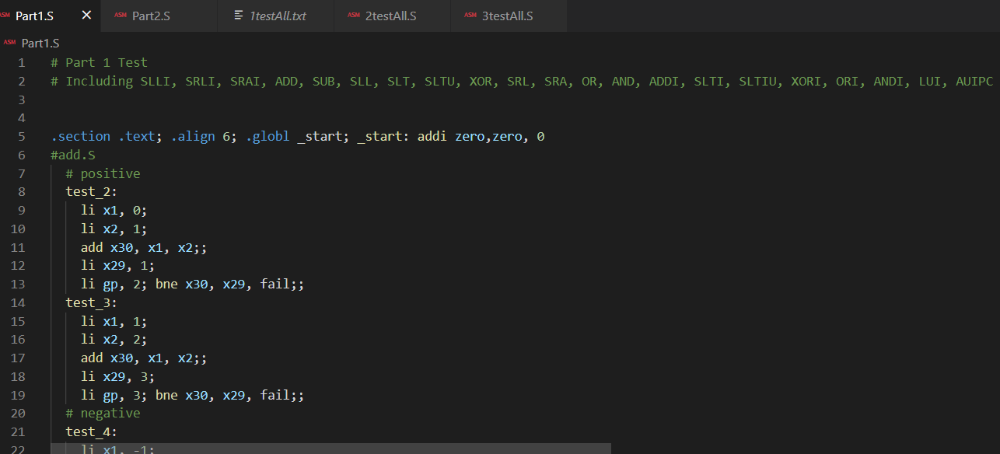 ASM Part1.S × ASM Part2.S 1testAll.txt ASM 2testAll.S ASM 3testAll.S
ASM Part1.S
1 # Part 1 Test
2 # Including SLLI, SRLI, SRAI, ADD, SUB, SLL, SLT, SLTU, XOR, SRL, SRA, OR, AND, ADDI, SLTI, SLTIU, XORI, ORI, ANDI, LUI, AUIPC
3
4
5 .section .text; .align 6; .globl _start; _start: addi zero,zero, 0
6 #add.S
7 # positive
8 test_2:
9 li x1, 0;
10 li x2, 1;
11 add x30, x1, x2;;
12 li x29, 1;
13 li gp, 2; bne x30, x29, fail;;
14 test_3:
15 li x1, 1;
16 li x2, 2;
17 add x30, x1, x2;;
18 li x29, 3;
19 li gp, 3; bne x30, x29, fail;;
20 # negative
21 test_4:
22 li x1, -1;